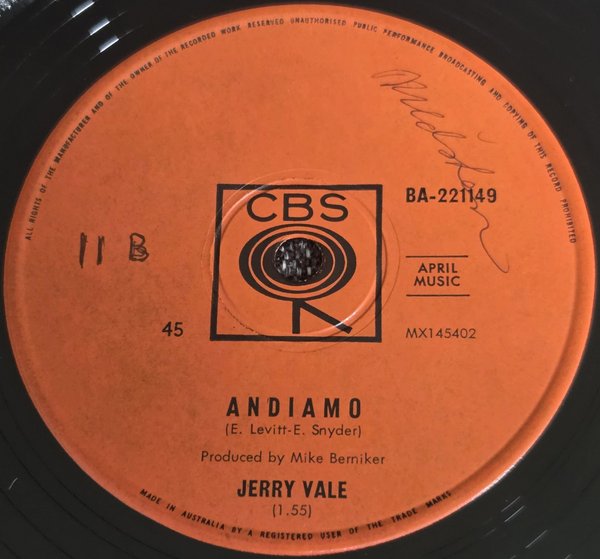 ALL RIGHTS OF THE MANUFACTURER AND OF THE OWNER OF THE RECORDED WORK RESERVED UNAUTHORISED PUBLIC PERFORMANCE BROADCASTING AND COPYING OF THIS RECORD PROHIBITED
CBS
BA-221149
11 B
APRIL
MUSIC
45
MX145402
ANDIAMO
(E. Levitt-E. Snyder)
Produced by Mike Berniker
JERRY VALE
(1.55)
MADE IN AUSTRALIA BY A REGISTERED USER OF THE TRADE MARKS